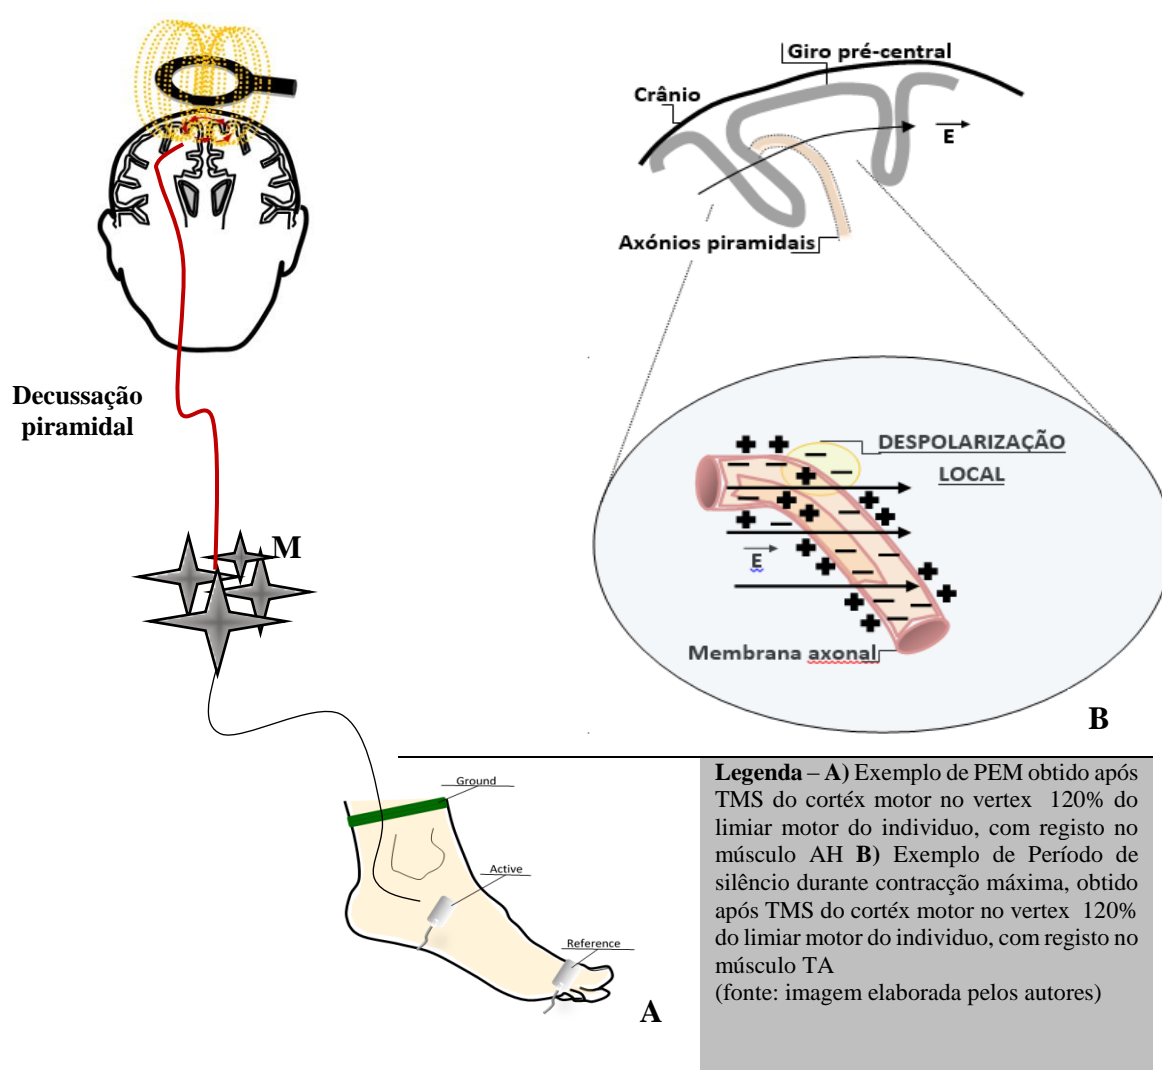 Giro pré-central
Crânio
E
Axónios piramidais
Decussação
piramidal
DESPOLARIZAÇÃO
LOCAL
M
E
Membrana axonal
B
Ground
Active
Reference
A
Legenda – A) Exemplo de PEM obtido após
TMS do cortéx motor no vertex 120% do
limiar motor do individuo, com registo no
músculo AH B) Exemplo de Período de
silêncio durante contracção máxima, obtido
após TMS do cortéx motor no vertex 120%
do limiar motor do individuo, com registo no
músculo TA
(fonte: imagem elaborada pelos autores)